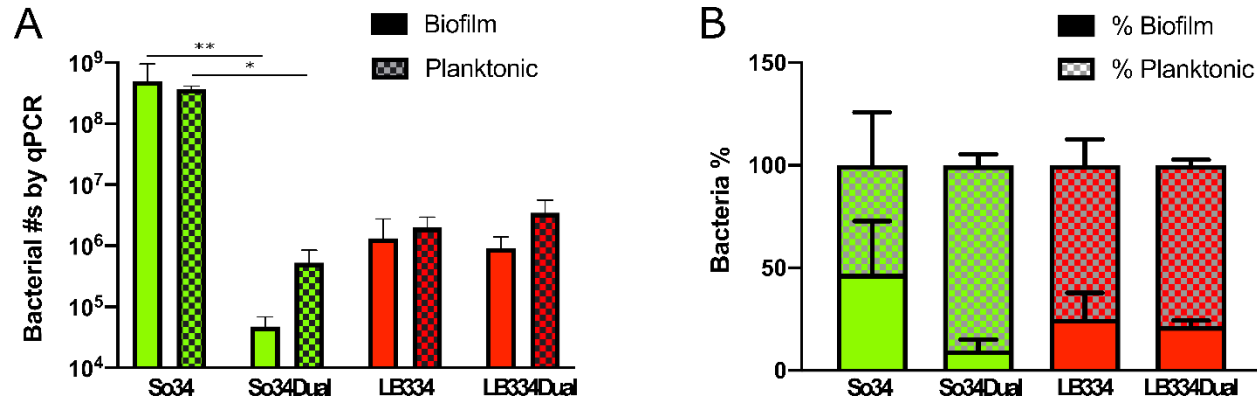 A
Biofilm
Planktonic
**
*
Bacterial #s by qPCR
10⁹
10⁸
10⁷
10⁶
10⁵
10⁴
So34
So34Dual
LB334
LB334Dual
B
% Biofilm
% Planktonic
Bacteria %
150
100
50
0
So34
So34Dual
LB334
LB334Dual